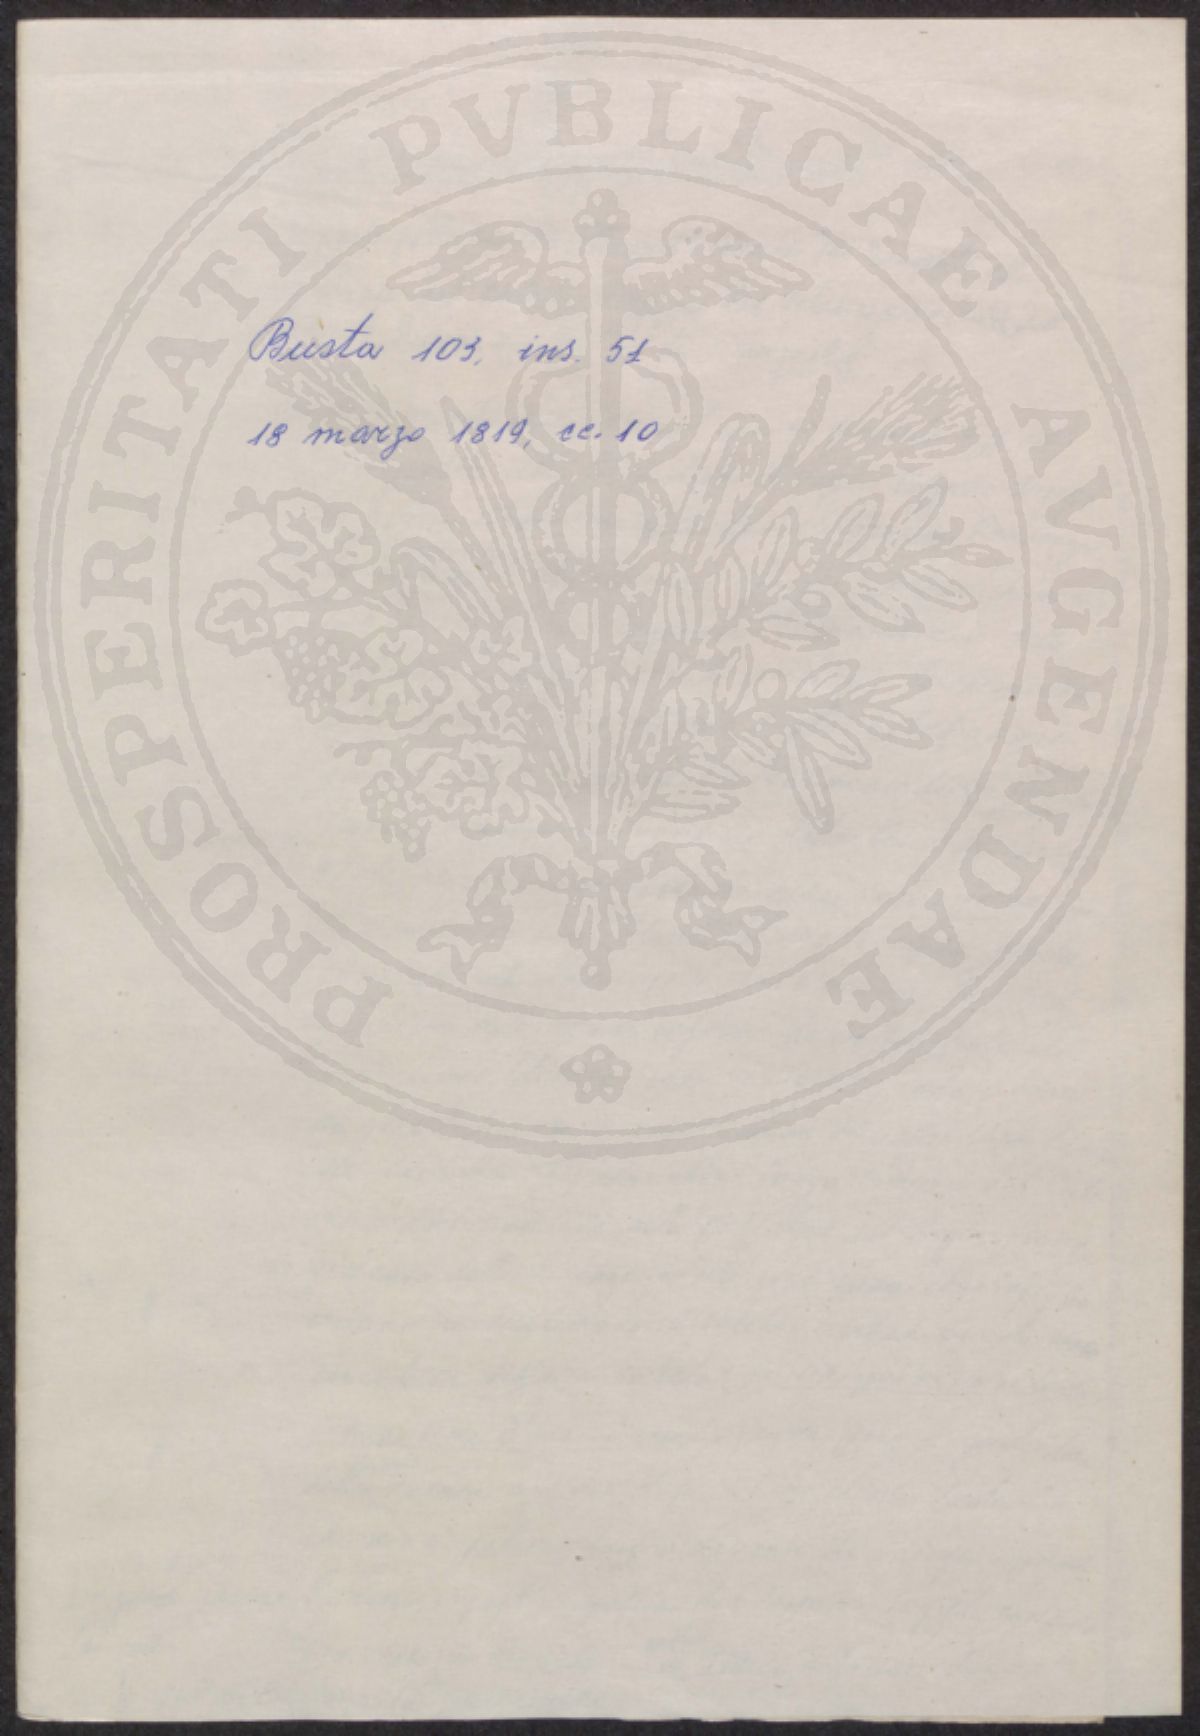 PROSPERITATI PVBLICAE AVGENDAE
Busta 103, ins. 51
18 marzo 1819, cc. 10